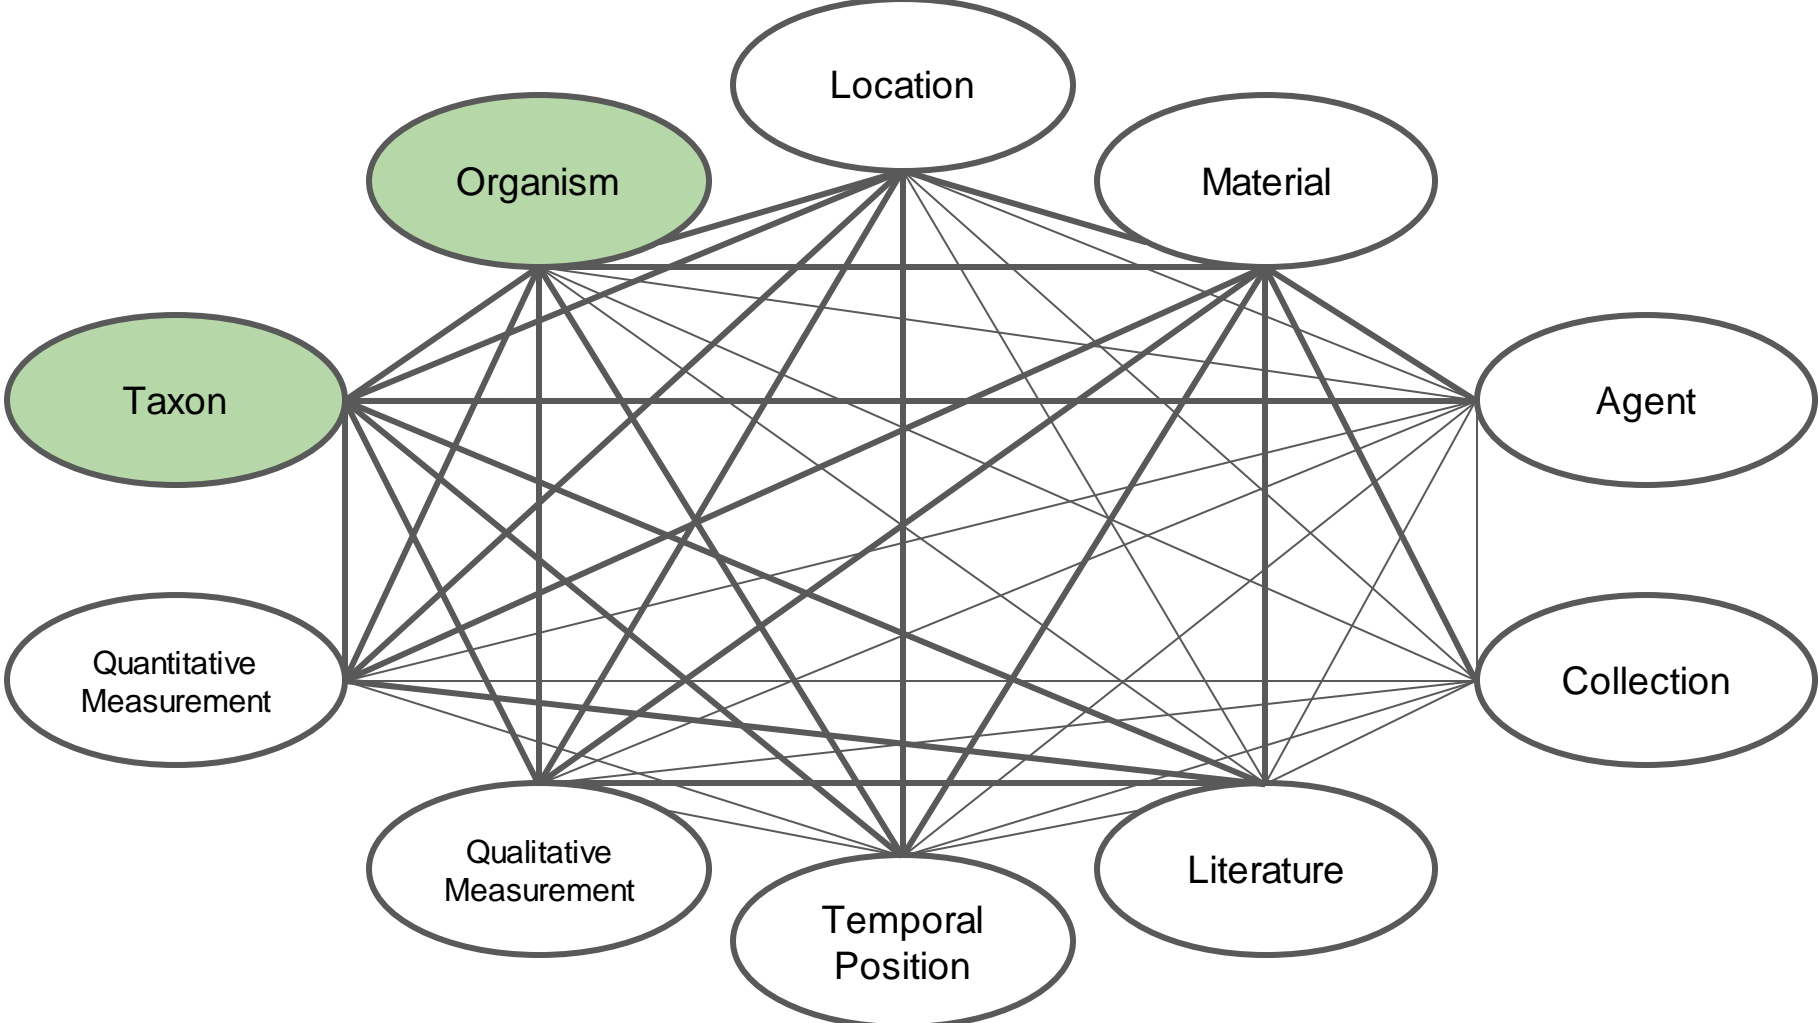 Location
Organism
Material
Taxon
Agent
Quantitative
Measurement
Collection
Qualitative
Measurement
Temporal
Position
Literature